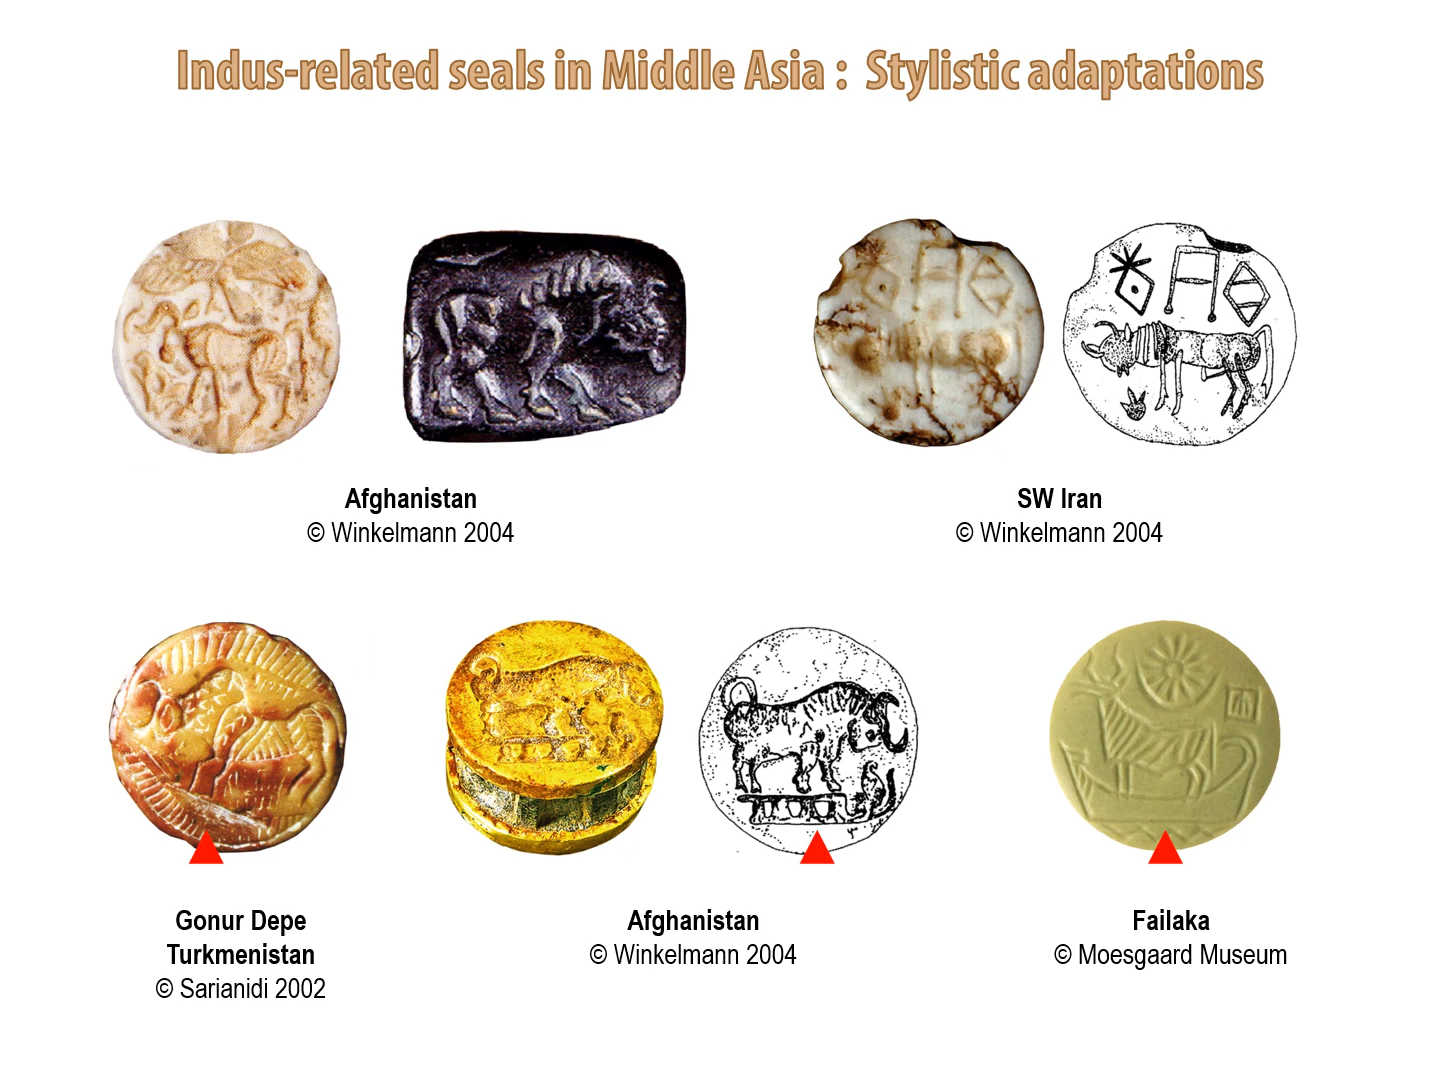 Indus-related seals in Middle Asia : Stylistic adaptations
Afghanistan
© Winkelmann 2004
SW Iran
© Winkelmann 2004
Gonur Depe
Turkmenistan
© Sarianidi 2002
Afghanistan
© Winkelmann 2004
Failaka
© Moesgaard Museum